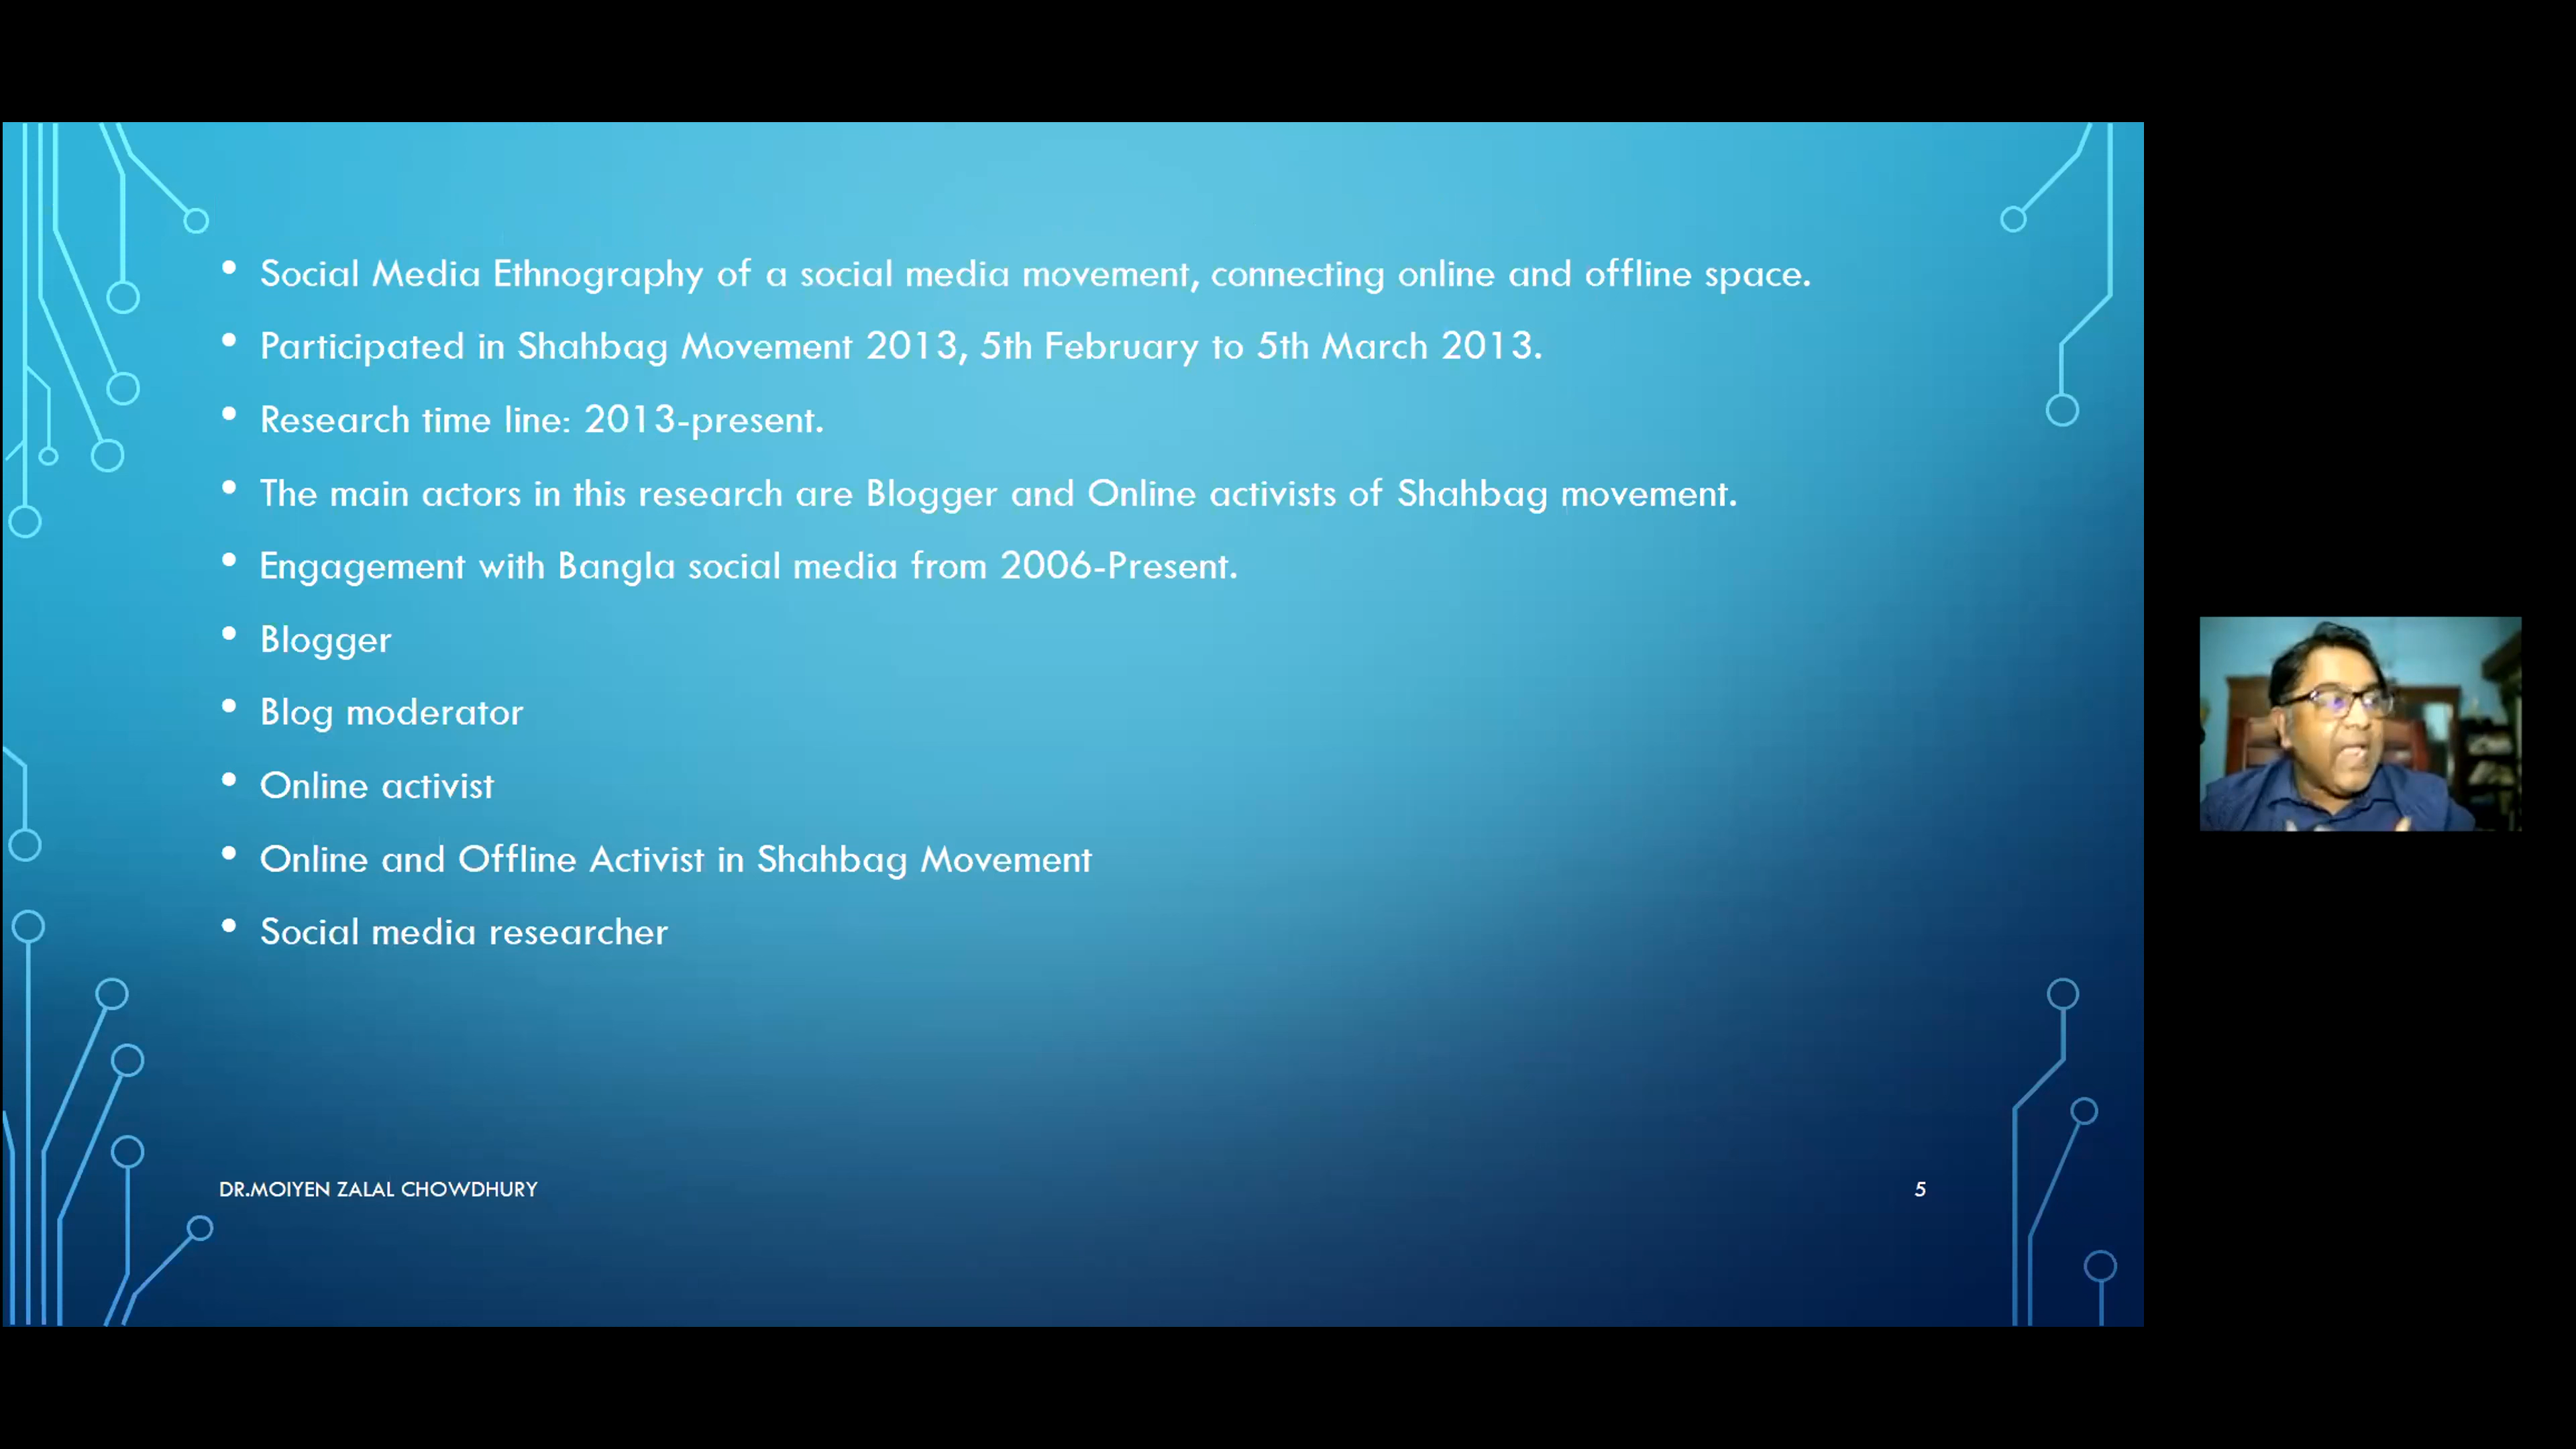 • Social Media Ethnography of a social media movement, connecting online and offline space.
• Participated in Shahbag Movement 2013, 5th February to 5th March 2013.
• Research time line: 2013-present.
• The main actors in this research are Blogger and Online activists of Shahbag movement.
• Engagement with Bangla social media from 2006-Present.
• Blogger
• Blog moderator
• Online activist
• Online and Offline Activist in Shahbag Movement
• Social media researcher
DR.MOIYEN ZALAL CHOWDHURY
5